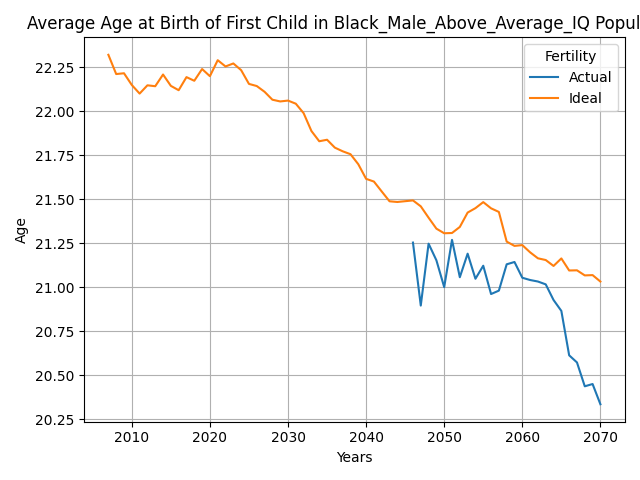 Average Age at Birth of First Child in Black_Male_Above_Average_IQ Popul
Fertility
Actual
Ideal
22.25
22.00
21.75
21.50
21.25
21.00
20.75
20.50
20.25
Age
2010 2020 2030 2040 2050 2060 2070
Years